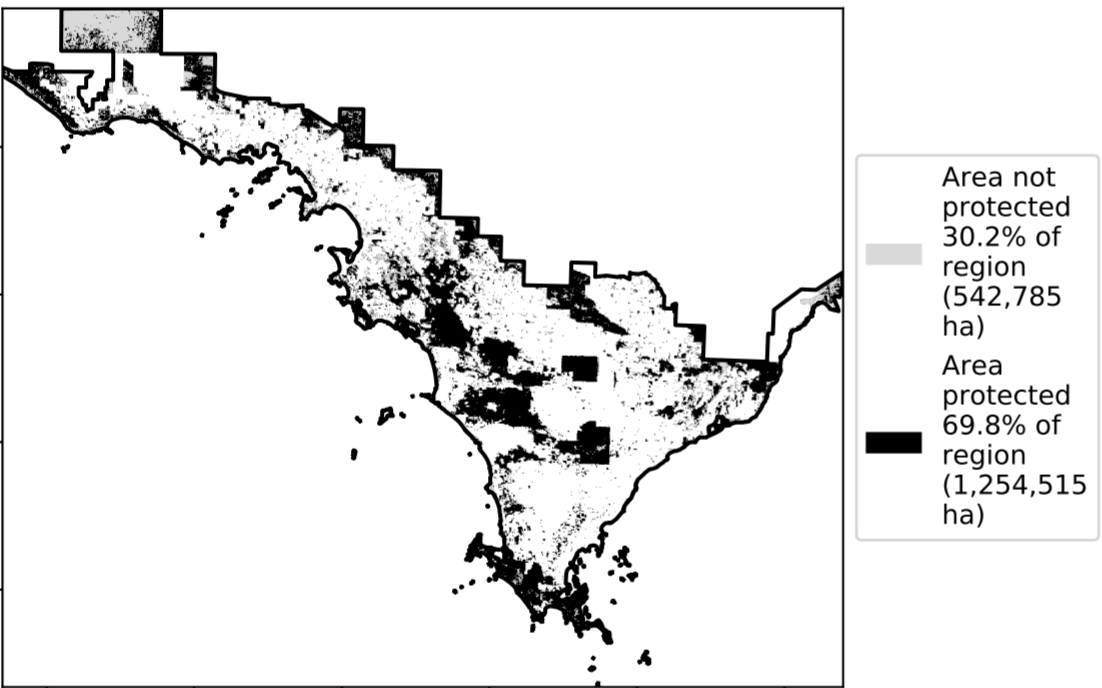 Area not
protected
30.2% of
region
(542,785
ha)
Area
protected
69.8% of
region
(1,254,515
ha)